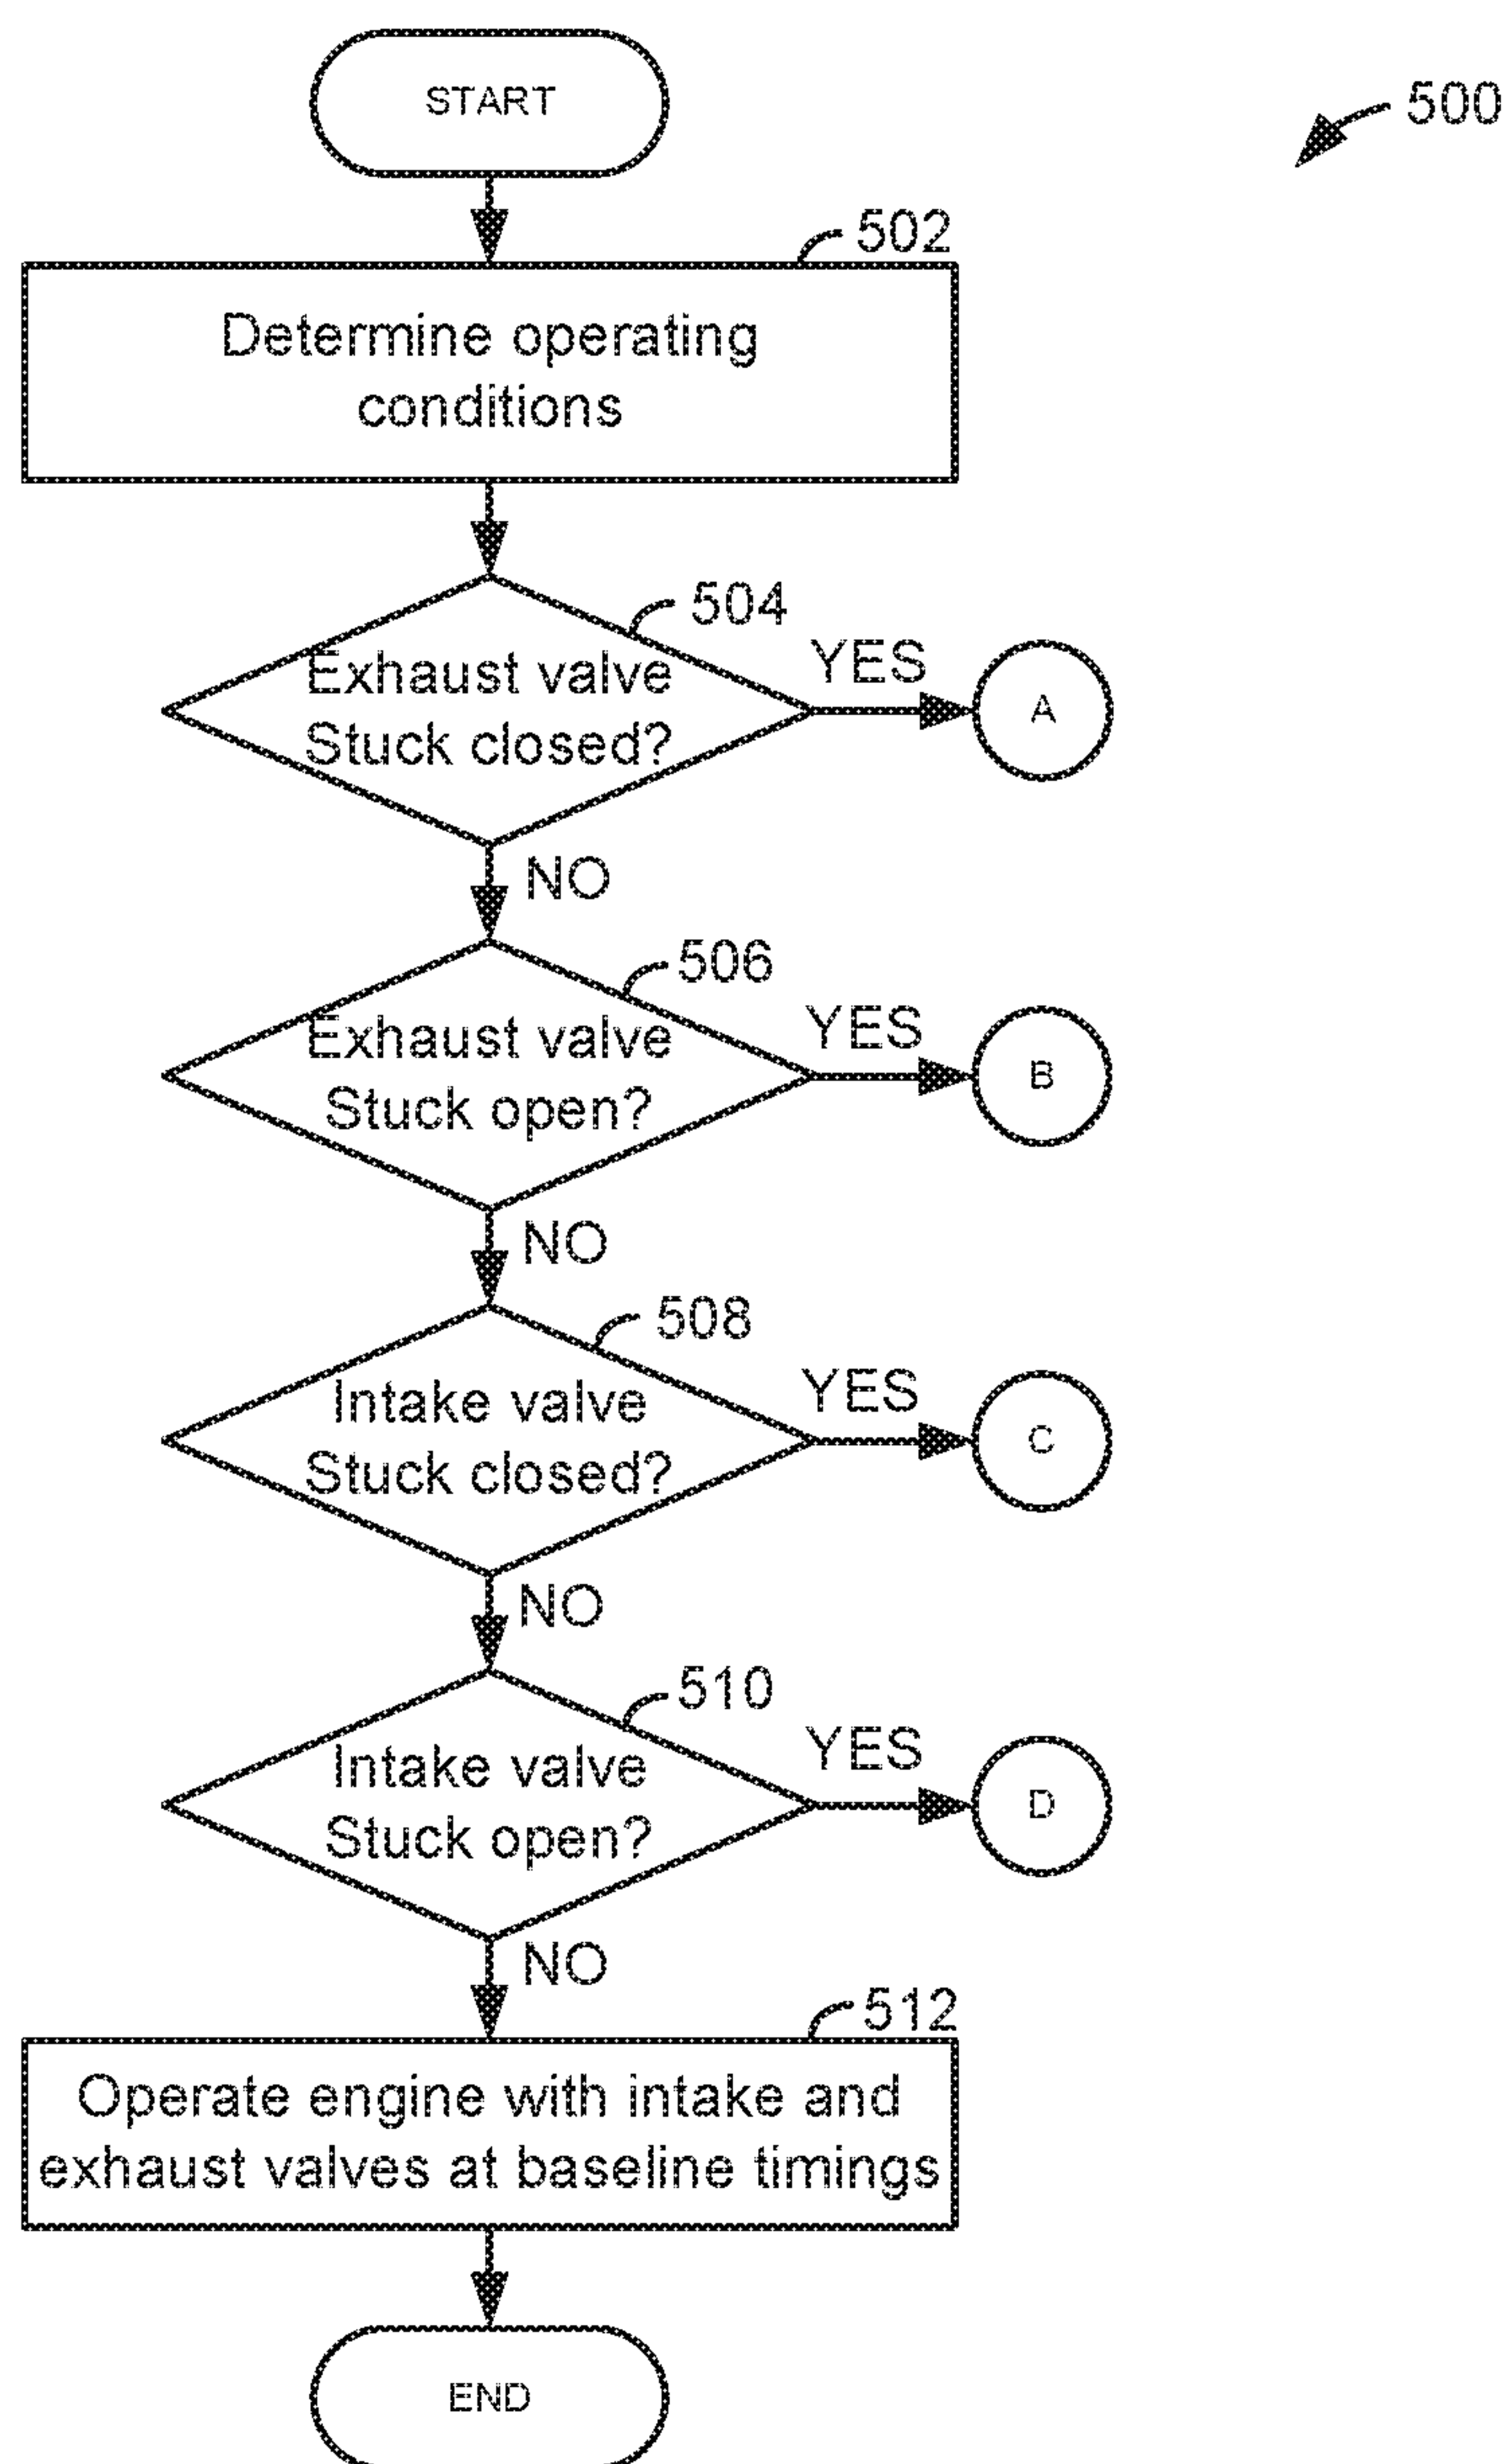 START
500
502
Determine operating
conditions
504
Exhaust valve
Stuck closed?
YES
A
NO
506
Exhaust valve
Stuck open?
YES
B
NO
508
Intake valve
Stuck closed?
YES
C
NO
510
Intake valve
Stuck open?
YES
D
NO
512
Operate engine with intake and
exhaust valves at baseline timings
END